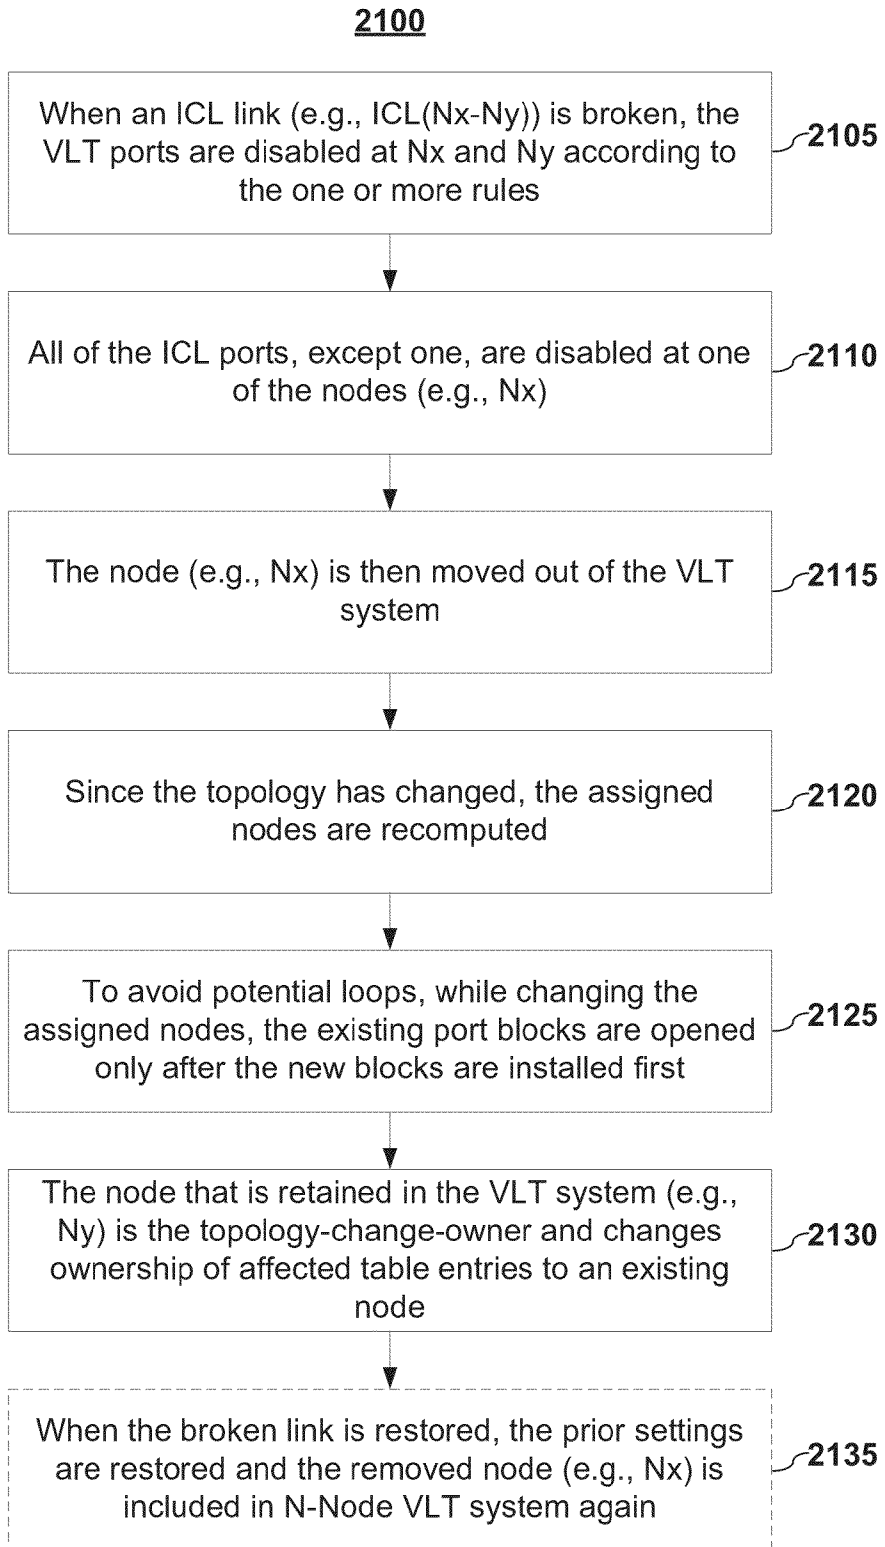 2100
When an ICL link (e.g., ICL(Nx-Ny)) is broken, the
VLT ports are disabled at Nx and Ny according to
the one or more rules
2105
All of the ICL ports, except one, are disabled at one
of the nodes (e.g., Nx)
2110
The node (e.g., Nx) is then moved out of the VLT
system
2115
Since the topology has changed, the assigned
nodes are recomputed
2120
To avoid potential loops, while changing the
assigned nodes, the existing port blocks are opened
only after the new blocks are installed first
2125
The node that is retained in the VLT system (e.g.,
Ny) is the topology-change-owner and changes
ownership of affected table entries to an existing
node
2130
When the broken link is restored, the prior settings
are restored and the removed node (e.g., Nx) is
included in N-Node VLT system again
2135